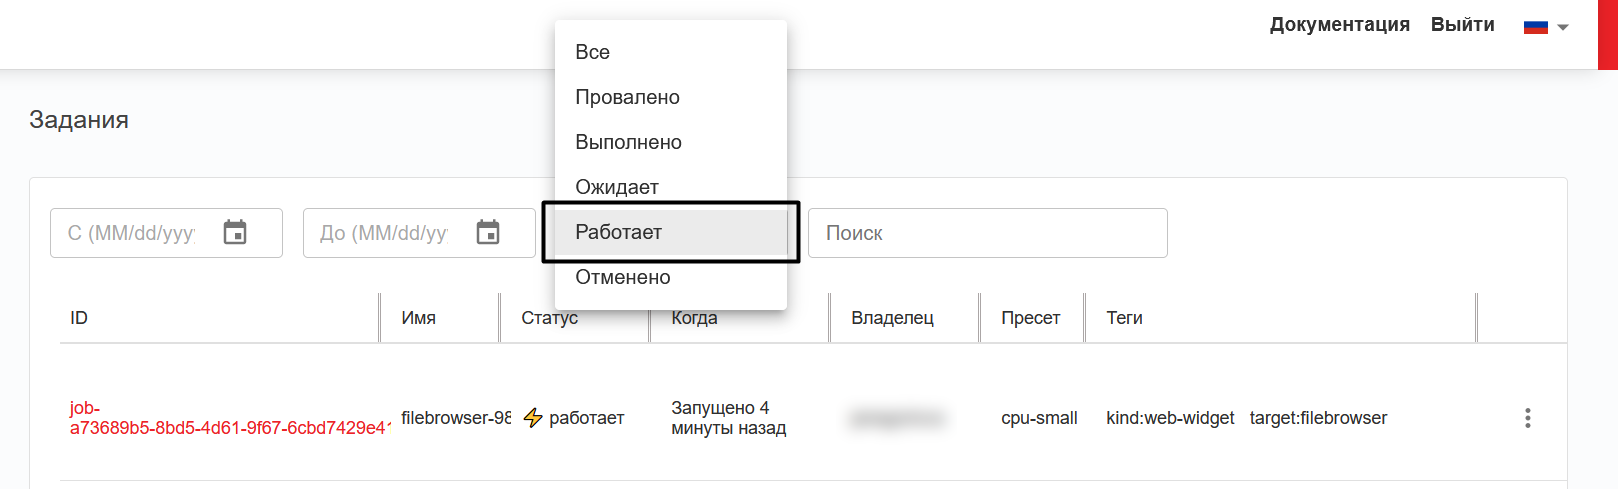 Документация Выйти
Все
Провалено
Выполнено
Ожидает
Работает
Отменено
Задания
С (MM/dd/yyy
До (MM/dd/yy
Поиск
ID Имя Статус Когда Владелец Пресет Теги
job-
a73689b5-8bd5-4d61-9f67-6cbd7429e41
filebrowser-98 работает
Запущено 4
минуты назад
cpu-small kind:web-widget target:filebrowser